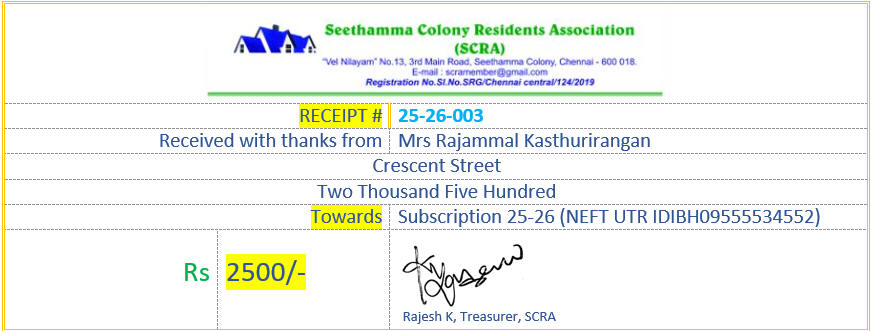 Seethamma Colony Residents Association
(SCRA)
"Vel Nilayam" No.13, 3rd Main Road, Seethamma Colony, Chennai - 600 018.
E-mail : scramember@gmail.com
Registration No.Sl.No.SRG/Chennai central/124/2019
RECEIPT # 25-26-003
Received with thanks from Mrs Rajammal Kasthurirangan
Crescent Street
Two Thousand Five Hundred
Towards Subscription 25-26 (NEFT UTR IDIBH09555534552)
Rs 2500/-
Rajesh K, Treasurer, SCRA